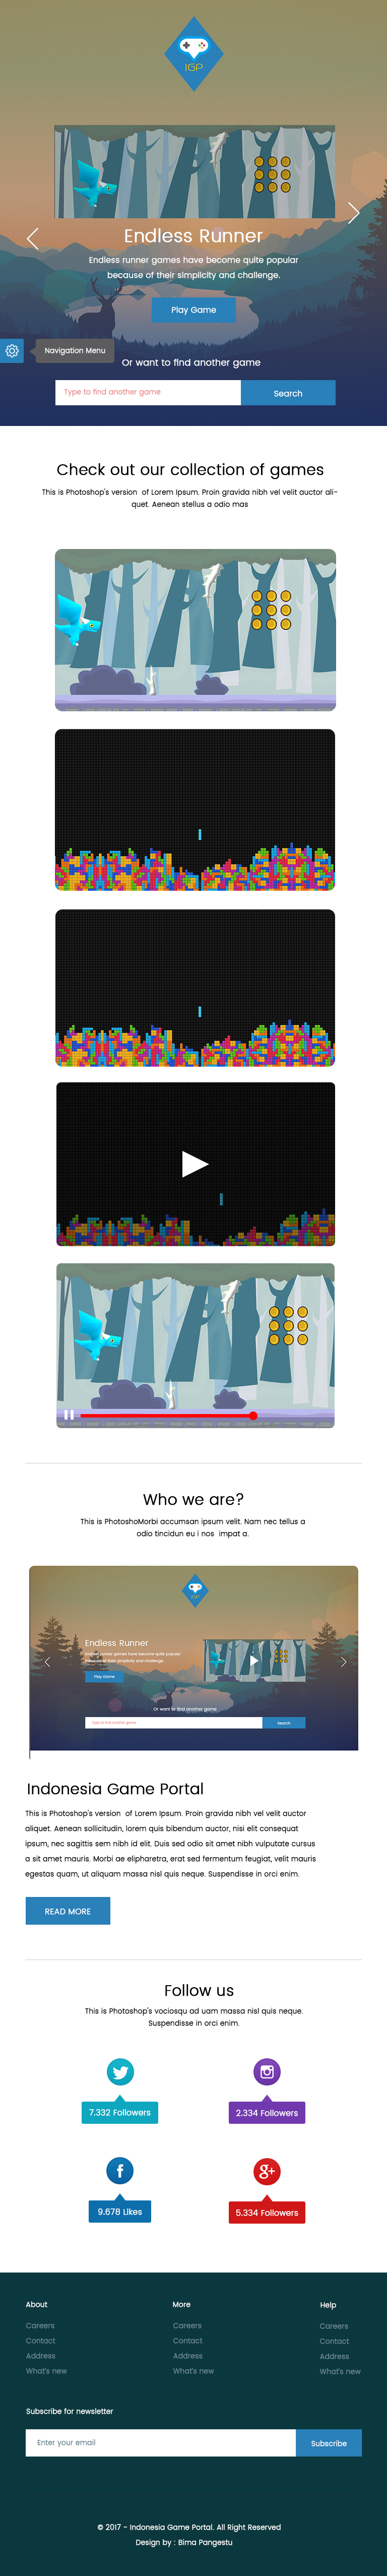 IGP
Endless Runner
Endless runner games have become quite popular
because of their simplicity and challenge.
Play Game
Navigation Menu
Or want to find another game
Type to find another game
Search
Check out our collection of games
This is Photoshop's version of Lorem Ipsum. Proin gravida nibh vel velit auctor ali-
quet. Aenean stellus a odio mas
Who we are?
This is PhotoshoMorbi accumsan ipsum velit. Nam nec tellus a
odio tincidun eu i nos impat a.
IGP
Endless Runner
Endless runner games have become quite popular
because of their simplicity and challenge.
Play Game
Or want to find another game
Type to find another game
Search
Indonesia Game Portal
This is Photoshop's version of Lorem Ipsum. Proin gravida nibh vel velit auctor
aliquet. Aenean sollicitudin, lorem quis bibendum auctor, nisi elit consequat
ipsum, nec sagittis sem nibh id elit. Duis sed odio sit amet nibh vulputate cursus
a sit amet mauris. Morbi ae elipharetra, erat sed fermentum feugiat, velit mauris
egestas quam, ut aliquam massa nisl quis neque. Suspendisse in orci enim.
READ MORE
Follow us
This is Photoshop's vociosqu ad uam massa nisl quis neque.
Suspendisse in orci enim.
7.332 Followers
2.334 Followers
9.678 Likes
5.334 Followers
About
More
Help
Careers
Careers
Careers
Contact
Contact
Contact
Address
Address
Address
What's new
What's new
What's new
Subscribe for newsletter
Enter your email
Subscribe
© 2017 - Indonesia Game Portal. All Right Reserved
Design by : Bima Pangestu